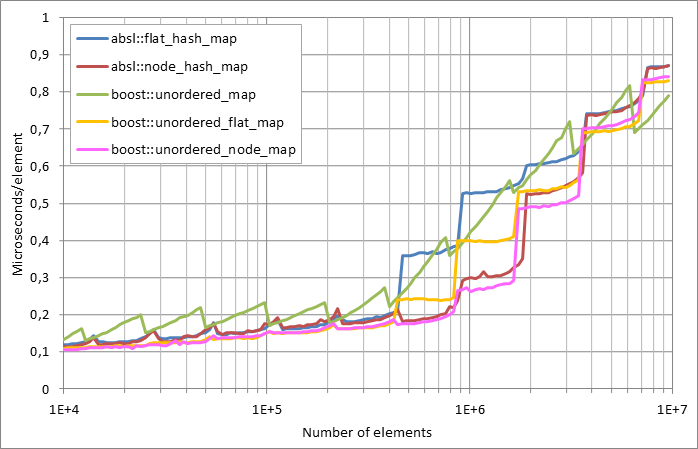 1
0,9
0,8
0,7
0,6
0,5
0,4
0,3
0,2
0,1
0
Microseconds/element
absl::flat_hash_map
absl::node_hash_map
boost::unordered_map
boost::unordered_flat_map
boost::unordered_node_map
1E+4
1E+5
1E+6
1E+7
Number of elements